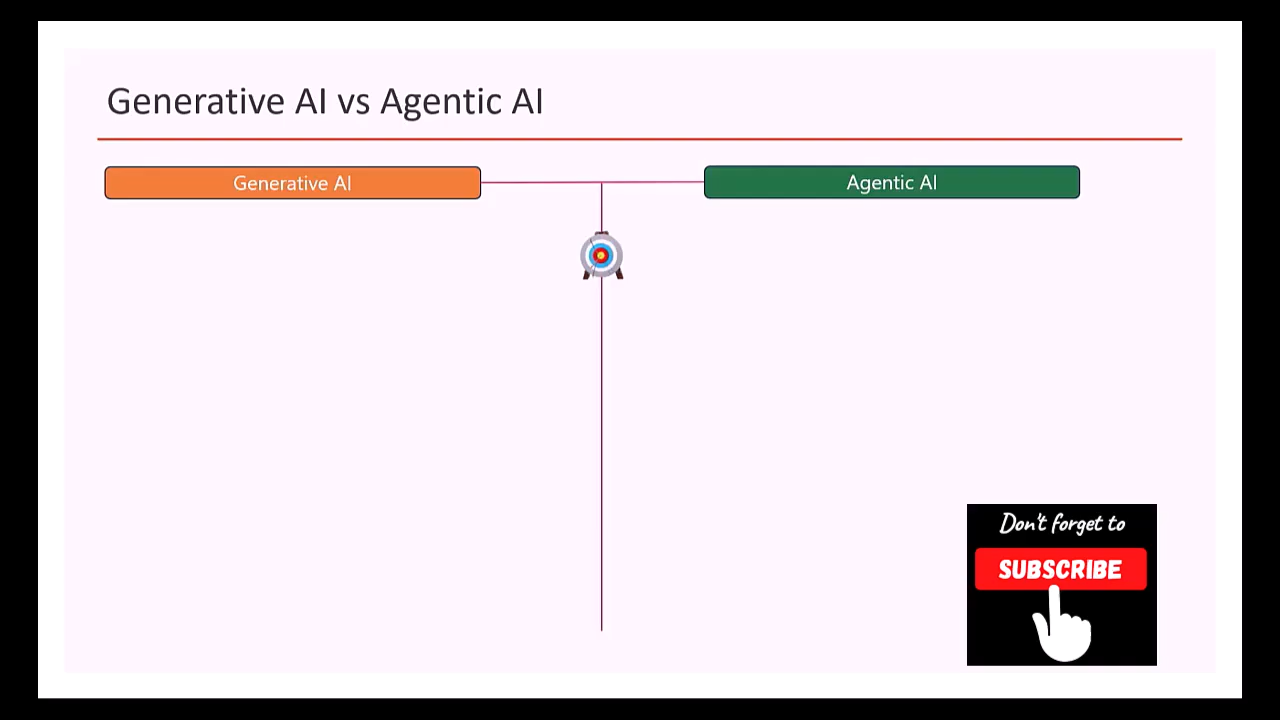 Generative AI vs Agentic AI
Generative AI
Agentic AI
Don't forget to
SUBSCRIBE